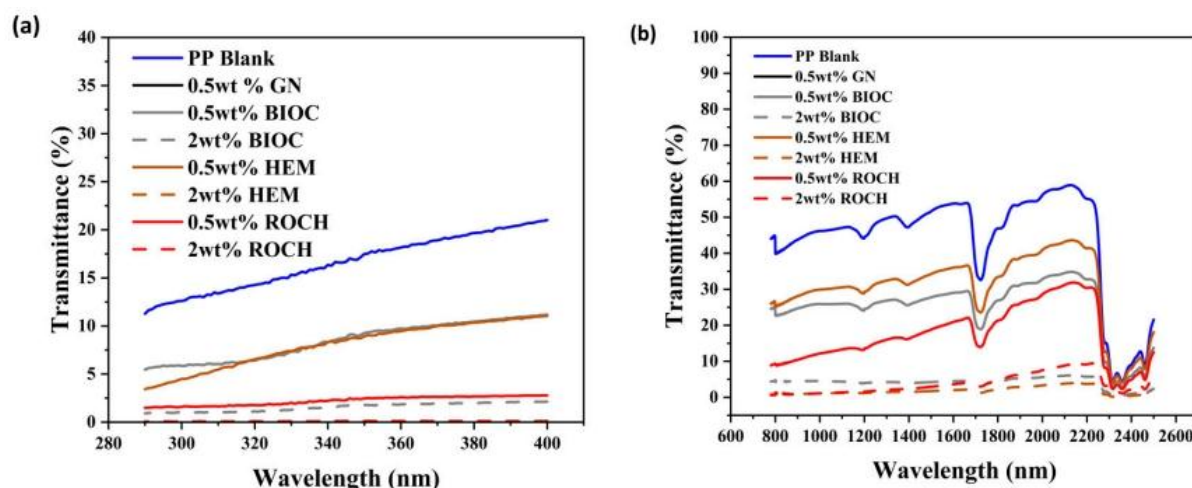 (a)
40
35
30
25
20
15
10
5
0
Transmittance (%)
PP Blank
0.5wt % GN
0.5wt% BIOC
2wt% BIOC
0.5wt% HEM
2wt% HEM
0.5wt% ROCH
2wt% ROCH
280 300 320 340 360 380 400
Wavelength (nm)
(b)
100
90
80
70
60
50
40
30
20
10
0
Transmittance (%)
PP Blank
0.5wt% GN
0.5wt% BIOC
2wt% BIOC
0.5wt% HEM
2wt% HEM
0.5wt% ROCH
2wt% ROCH
600 800 1000 1200 1400 1600 1800 2000 2200 2400 2600
Wavelength (nm)